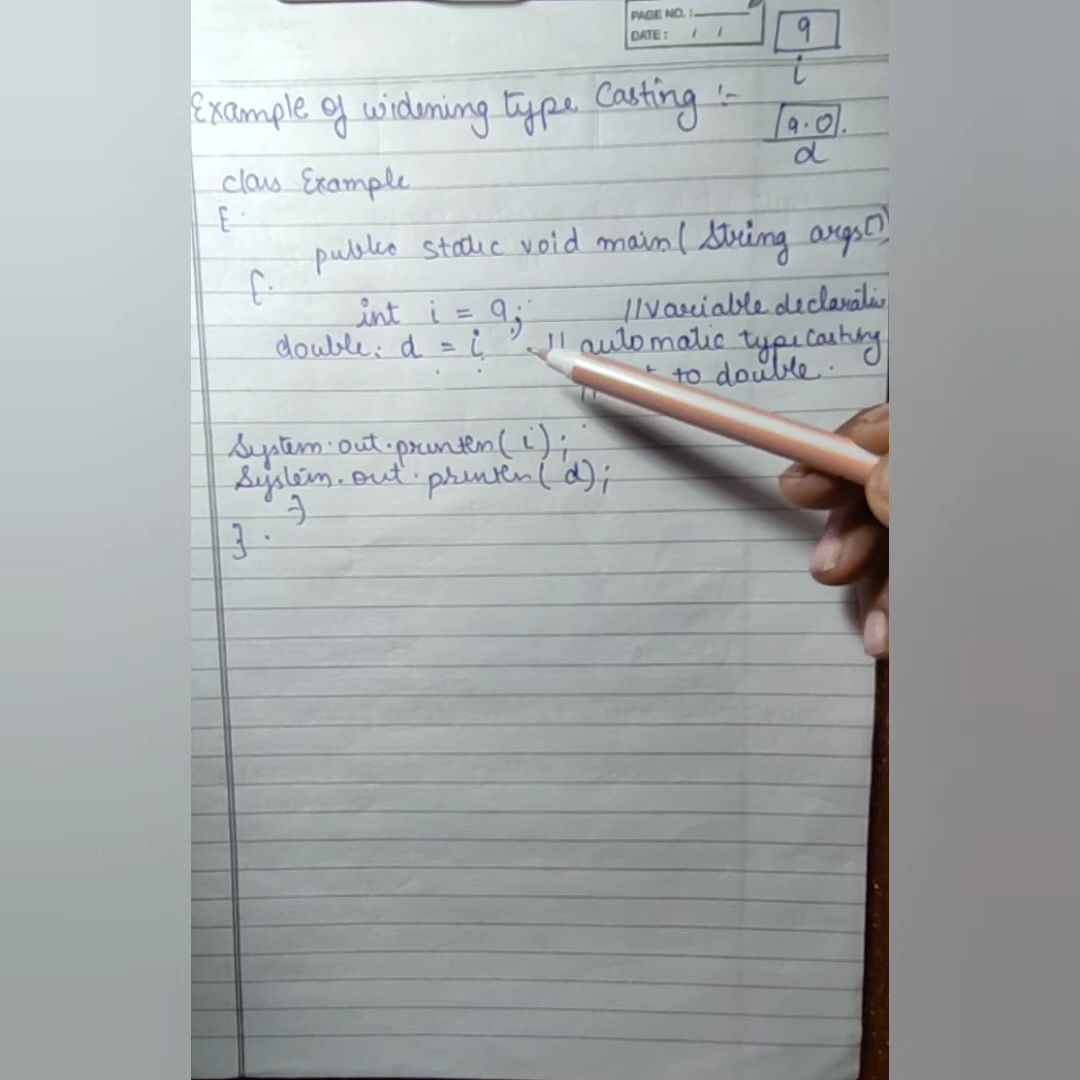 PAGE NO. :
DATE : / /
9
i
Example of widening type Casting :-
9.0
d
class Example
{
public static void main( String args[])
{
int i = 9; //variable declaratio
double: d = i ; // automatic typecasting
// to double.
System.out.println( i );
System.out.println( d);
}
}